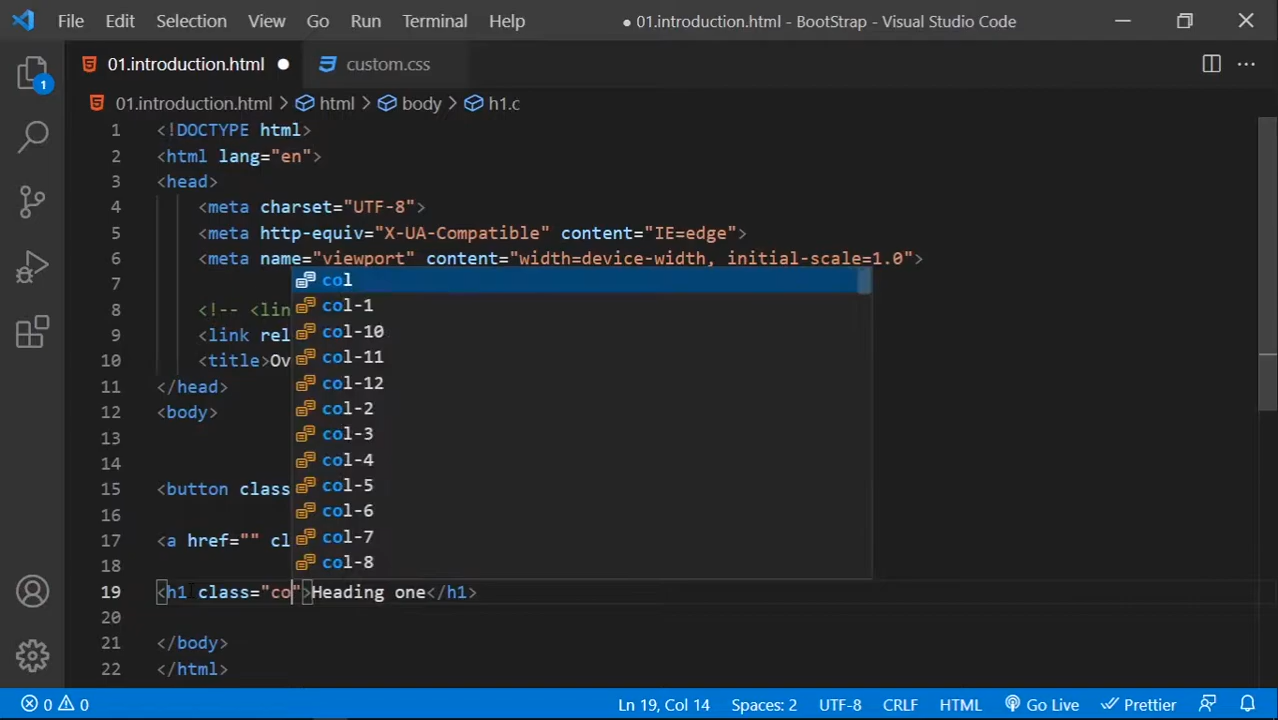 File Edit Selection View Go Run Terminal Help ● 01.introduction.html - BootStrap - Visual Studio Code
01.introduction.html custom.css
01.introduction.html > html > body > h1.c
1 <!DOCTYPE html>
2 <html lang="en">
3 <head>
4 <meta charset="UTF-8">
5 <meta http-equiv="X-UA-Compatible" content="IE=edge">
6 <meta name="viewport" content="width=device-width, initial-scale=1.0">
7 col
8 <!-- <lin col-1
9 <link rel col-10
10 <title>Ov col-11
11 </head> col-12
12 <body> col-2
13 col-3
14 col-4
15 <button class col-5
16 col-6
17 <a href="" cl col-7
18 col-8
19 <h1 class="co">Heading one</h1>
20
21 </body>
22 </html>
1
0 0 Ln 19, Col 14 Spaces: 2 UTF-8 CRLF HTML Go Live Prettier